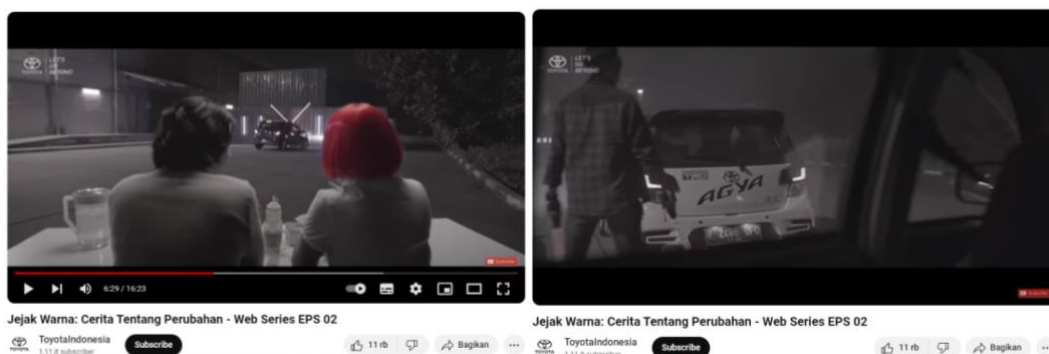 TOYOTA
LET'S
GO
BEYOND
6:29 / 16:23
Jejak Warna: Cerita Tentang Perubahan - Web Series EPS 02
ToyotaIndonesia
Subscribe
11 rb
Bagikan
TOYOTA
LET'S
GO
BEYOND
AGYA
Jejak Warna: Cerita Tentang Perubahan - Web Series EPS 02
ToyotaIndonesia
Subscribe
11 rb
Bagikan